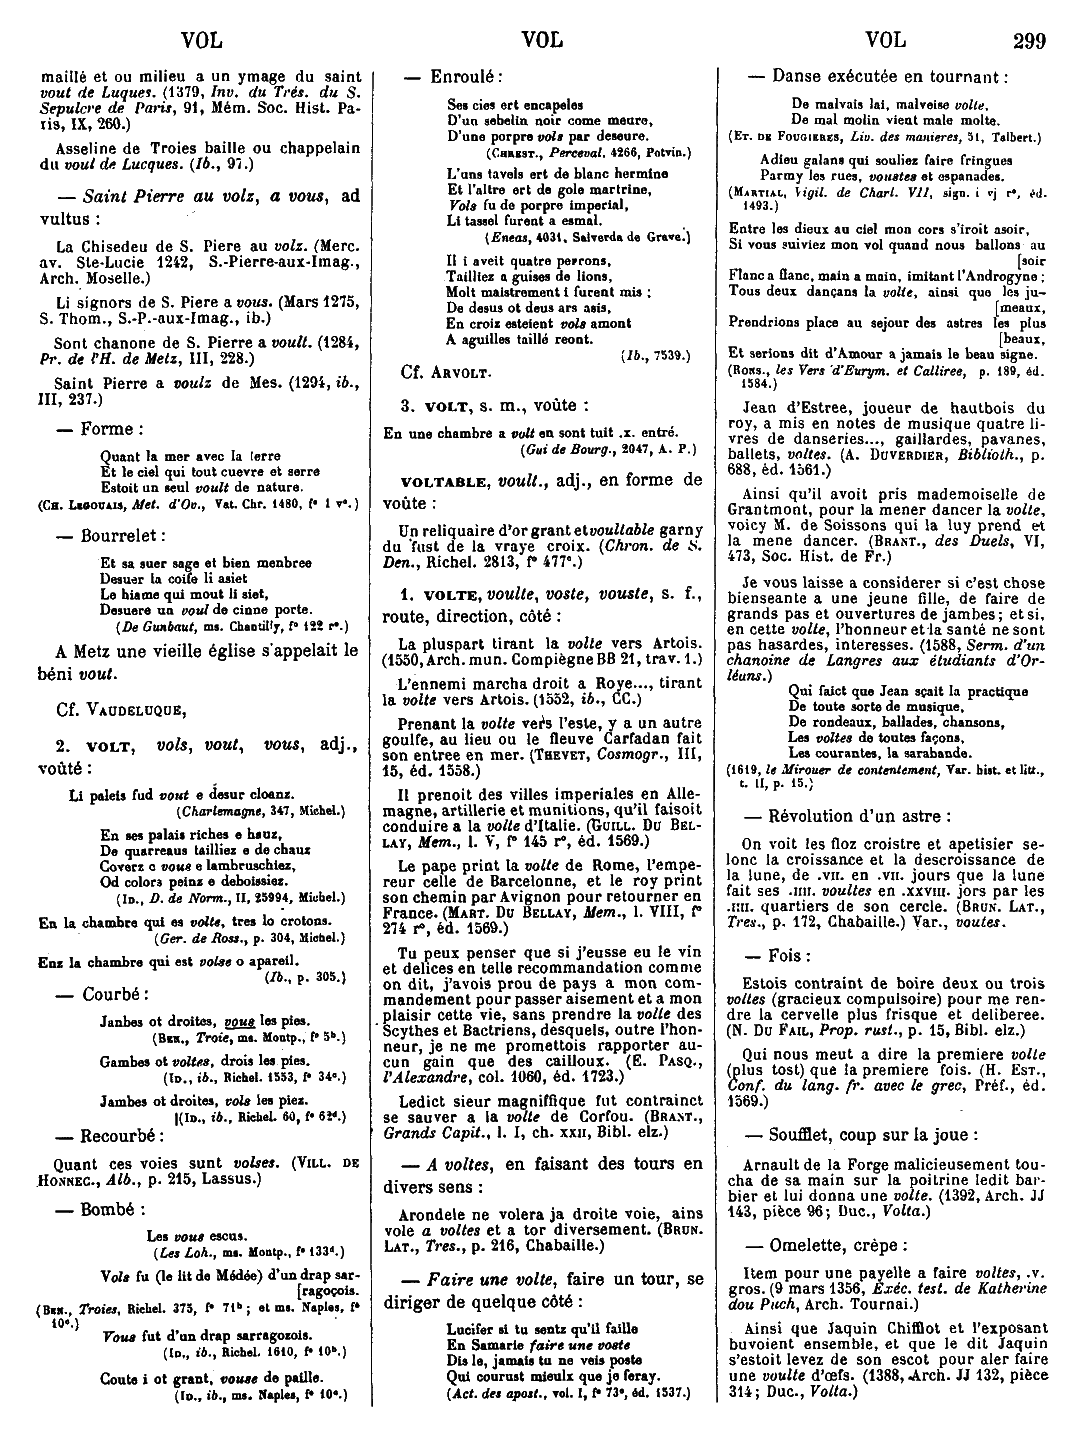 VOL
VOL
VOL
299
maillé et ou milieu a un ymage du saint
vout de Luques. (1379, Inv. du Trés. du S.
Sepulcre de Paris, 91, Mém. Soc. Hist. Pa-
ris, IX, 260.)
Asseline de Troies baille ou chappelain
du voul de Lucques. (Ib., 97.)
— Saint Pierre au volz, a vous, ad
vultus :
La Chisedeu de S. Piere au volz. (Merc.
av. Ste-Lucie 1242, S.-Pierre-aux-Imag.,
Arch. Moselle.)
Li signors de S. Piere a vous. (Mars 1275,
S. Thom., S.-P.-aux-Imag., ib.)
Sont chanone de S. Pierre a voult. (1284,
Pr. de l'H. de Metz, III, 228.)
Saint Pierre a voulz de Mes. (1294, ib.,
III, 237.)
— Forme :
Quant la mer avec la terre
Et le ciel qui tout cuevre et serre
Estoit un seul voult de nature.
(Ch. Legouais, Met. d'Ov., Vat. Chr. 1480, f° 1 v°.)
— Bourrelet :
Et sa suer sage et bien menbree
Desuer la coife li asiet
Le hiame qui mout li siet,
Desuere un voul de cinne porte.
(De Gunbaut, ms. Chantilly, f° 122 r°.)
A Metz une vieille église s'appelait le
béni vout.
Cf. Vaudeluque,
2. VOLT, vols, vout, vous, adj.,
voûté :
Li paleis fud vout e desur cloanz.
(Charlemagne, 347, Michel.)
En ses palais riches e hauz,
De quarreaus tailliez e de chaux
Coverz a vous e lambruschiez,
Od colors peinz e deboissiez.
(Id., D. de Norm., II, 25994, Michel.)
En la chambre qui es volte, tres lo crotons.
(Ger. de Ross., p. 304, Michel.)
Enz la chambre qui est volse o apareil.
(Ib., p. 305.)
— Courbé :
Janbes ot droites, vous les pies.
(Ben., Troie, ms. Montp., f° 5ᵇ.)
Gambes ot voltes, drois les pies.
(Id., ib., Richel. 1553, f° 34ᵃ.)
Jambes ot droites, vols les piez.
(Id., ib., Richel. 60, f° 62ᵈ.)
— Recourbé :
Quant ces voies sunt volses. (Vill. de
Honnec., Alb., p. 215, Lassus.)
— Bombé :
Les vous escus.
(Les Loh., ms. Montp., f° 133ᵈ.)
Vols fu (le lit de Médée) d'un drap sar-
[ragoçois.
(Ben., Troies, Richel. 375, f° 71ᵇ ; et ms. Naples, f°
10ᵉ.)
Vous fut d'un drap sarragozois.
(Id., ib., Richel. 1610, f° 10ᵇ.)
Coute i ot grant, vouse de paille.
(Id., ib., ms. Naples, f° 10ᵉ.)
— Enroulé :
Ses cies ert encapeles
D'un sebelin noir come meure,
D'une porpre vols par deseure.
(Chrest., Perceval, 4266, Potvin.)
L'uns tavels ert de blanc hermine
Et l'altre ert de gole martrine,
Vols fu de porpre imperial,
Li tassel furent a esmal.
(Eneas, 4031, Salverda de Grave.)
Il i aveit quatre perrons,
Tailliez a guises de lions,
Molt maistrement i furent mis ;
De desus ot deus ars asis,
En croiz esteient vols amont
A aguilles taillé reont.
(Ib., 7539.)
Cf. Arvolt.
3. VOLT, s. m., voûte :
En une chambre a volt en sont tuit .x. entré.
(Gui de Bourg., 2047, A. P.)
VOLTABLE, voult., adj., en forme de
voûte :
Un reliquaire d'or grant et voultable garny
du fust de la vraye croix. (Chron. de S.
Den., Richel. 2813, f° 477ᵉ.)
1. VOLTE, voulte, voste, vouste, s. f.,
route, direction, côté :
La pluspart tirant la volte vers Artois.
(1550, Arch. mun. Compiègne BB 21, trav. 1.)
L'ennemi marcha droit a Roye..., tirant
la volte vers Artois. (1552, ib., CC.)
Prenant la volte vers l'este, y a un autre
goulfe, au lieu ou le fleuve Carfadan fait
son entree en mer. (Thevet, Cosmogr., III,
15, éd. 1558.)
Il prenoit des villes imperiales en Alle-
magne, artillerie et munitions, qu'il faisoit
conduire a la volte d'Italie. (Guill. Du Bel-
lay, Mem., l. V, f° 145 r°, éd. 1569.)
Le pape print la volte de Rome, l'empe-
reur celle de Barcelonne, et le roy print
son chemin par Avignon pour retourner en
France. (Mart. Du Bellay, Mem., l. VIII, f°
274 r°, éd. 1569.)
Tu peux penser que si j'eusse eu le vin
et delices en telle recommandation comme
on dit, j'avois prou de pays a mon com-
mandement pour passer aisement et a mon
plaisir cette vie, sans prendre la volte des
Scythes et Bactriens, desquels, outre l'hon-
neur, je ne me promettois rapporter au-
cun gain que des cailloux. (E. Pasq.,
l'Alexandre, col. 1060, éd. 1723.)
Ledict sieur magnifique fut contrainct
se sauver a la volte de Corfou. (Brant.,
Grands Capit., l. I, ch. xxii, Bibl. elz.)
— A voltes, en faisant des tours en
divers sens :
Arondele ne volera ja droite voie, ains
vole a voltes et a tor diversement. (Brun.
Lat., Tres., p. 216, Chabaille.)
— Faire une volte, faire un tour, se
diriger de quelque côté :
Lucifer si tu sentz qu'il faille
En Samarie faire une voste
Dis le, jamais tu ne veis poste
Qui courust mieulx que je feray.
(Act. des apost., vol. I, f° 73ᵉ, éd. 1537.)
— Danse exécutée en tournant :
De malvais lai, malveise volte,
De mal molin vient male molte.
(Et. de Fougieres, Liv. des manieres, 51, Talbert.)
Adieu galans qui souliez faire fringues
Parmy les rues, voustes et espanades.
(Martial, Vigil. de Charl. VII, sign. i vj r°, éd.
1493.)
Entre les dieux au ciel mon cors s'iroit asoir,
Si vous suiviez mon vol quand nous ballons au
[soir
Flanc a flanc, main a main, imitant l'Androgyne ;
Tous deux dançans la volte, ainsi que les ju-
[meaux,
Prendrions place au sejour des astres les plus
[beaux,
Et serions dit d'Amour a jamais le beau signe.
(Rons., les Vers d'Eurym. et Calliree, p. 189, éd.
1584.)
Jean d'Estree, joueur de hautbois du
roy, a mis en notes de musique quatre li-
vres de danseries..., gaillardes, pavanes,
ballets, voltes. (A. Duverdier, Biblioth., p.
688, éd. 1561.)
Ainsi qu'il avoit pris mademoiselle de
Grantmont, pour la mener dancer la volte,
voicy M. de Soissons qui la luy prend et
la mene dancer. (Brant., des Duels, VI,
473, Soc. Hist. de Fr.)
Je vous laisse a considerer si c'est chose
bienseante a une jeune fille, de faire de
grands pas et ouvertures de jambes ; et si,
en cette volte, l'honneur et la santé ne sont
pas hasardes, interesses. (1588, Serm. d'un
chanoine de Langres aux étudiants d'Or-
léans.)
Qui faict que Jean sçait la practique
De toute sorte de musique,
De rondeaux, ballades, chansons,
Les voltes de toutes façons,
Les courantes, la sarabande.
(1619, le Mirouer de contentement, Var. hist. et litt.,
t. II, p. 15.)
— Révolution d'un astre :
On voit les floz croistre et apetisier se-
lonc la croissance et la descroissance de
la lune, de .vii. en .vii. jours que la lune
fait ses .iiii. voultes en .xxviii. jors par les
.iiii. quartiers de son cercle. (Brun. Lat.,
Tres., p. 172, Chabaille.) Var., voutes.
— Fois :
Estois contraint de boire deux ou trois
voltes (gracieux compulsoire) pour me ren-
dre la cervelle plus frisque et deliberee.
(N. Du Fail, Prop. rust., p. 15, Bibl. elz.)
Qui nous meut a dire la premiere volte
(plus tost) que la premiere fois. (H. Est.,
Conf. du lang. fr. avec le grec, Préf., éd.
1569.)
— Soufflet, coup sur la joue :
Arnault de la Forge malicieusement tou-
cha de sa main sur la poitrine ledit bar-
bier et lui donna une volte. (1392, Arch. JJ
143, pièce 96 ; Duc., Volta.)
— Omelette, crèpe :
Item pour une payelle a faire voltes, .v.
gros. (9 mars 1356, Exéc. test. de Katherine
dou Puch, Arch. Tournai.)
Ainsi que Jaquin Chifflot et l'exposant
buvoient ensemble, et que le dit Jaquin
s'estoit levez de son escot pour aler faire
une voulte d'œfs. (1388, Arch. JJ 132, pièce
314 ; Duc., Volta.)